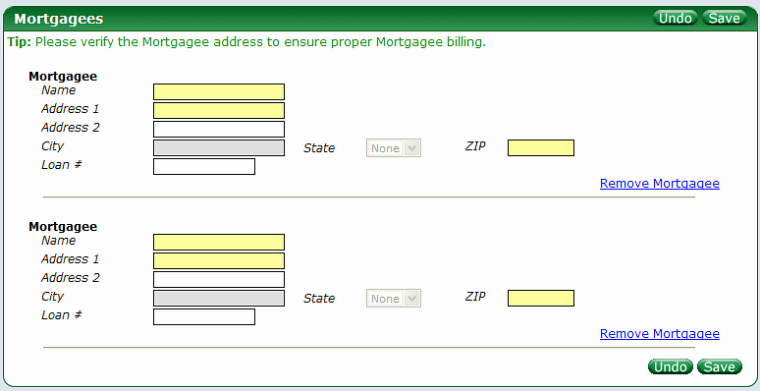 Mortgagees Undo Save
Tip: Please verify the Mortgagee address to ensure proper Mortgagee billing.
Mortgagee
Name
Address 1
Address 2
City State None ZIP
Loan #
Remove Mortgagee
Mortgagee
Name
Address 1
Address 2
City State None ZIP
Loan #
Remove Mortgagee
Undo Save